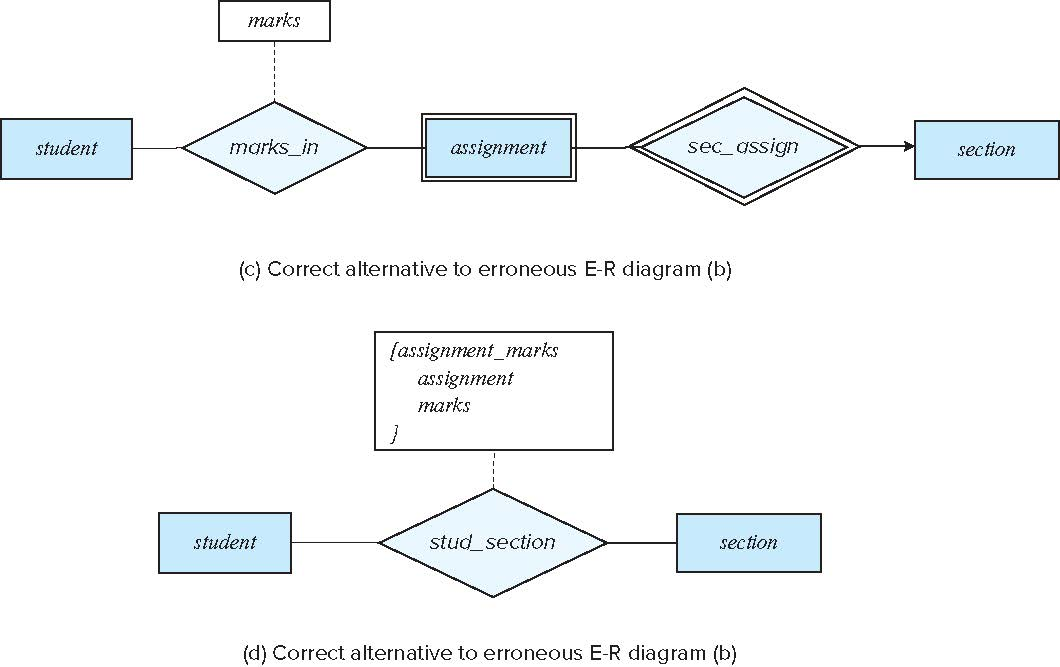 marks
student
marks_in
assignment
sec_assign
section
(c) Correct alternative to erroneous E-R diagram (b)
[assignment_marks
assignment
marks
]
student
stud_section
section
(d) Correct alternative to erroneous E-R diagram (b)